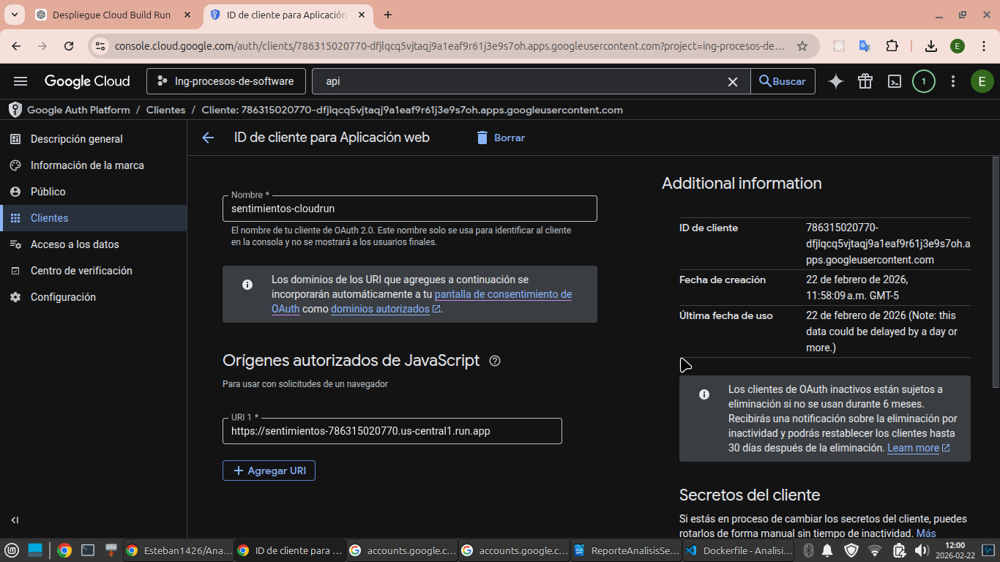 Despliegue Cloud Build Run
ID de cliente para Aplicación
console.cloud.google.com/auth/clients/786315020770-dfjlqcq5vjtaqj9a1eaf9r61j3e9s7oh.apps.googleusercontent.com?project=ing-procesos-de...
E
Google Cloud
Ing-procesos-de-software
api
Buscar
1
E
Google Auth Platform / Clientes / Cliente: 786315020770-dfjlqcq5vjtaqj9a1eaf9r61j3e9s7oh.apps.googleusercontent.com
Descripción general
Información de la marca
Público
Clientes
Acceso a los datos
Centro de verificación
Configuración
ID de cliente para Aplicación web
Borrar
Nombre *
sentimientos-cloudrun
El nombre de tu cliente de OAuth 2.0. Este nombre solo se usa para identificar al cliente
en la consola y no se mostrará a los usuarios finales.
Los dominios de los URI que agregues a continuación se
incorporarán automáticamente a tu pantalla de consentimiento de
OAuth como dominios autorizados.
Orígenes autorizados de JavaScript
Para usar con solicitudes de un navegador
URI 1 *
https://sentimientos-786315020770.us-central1.run.app
Agregar URI
Additional information
ID de cliente
786315020770-
dfjlqcq5vjtaqj9a1eaf9r61j3e9s7oh.a
pps.googleusercontent.com
Fecha de creación
22 de febrero de 2026,
11:58:09 a.m. GMT-5
Última fecha de uso
22 de febrero de 2026 (Note: this
data could be delayed by a day or
more.)
Los clientes de OAuth inactivos están sujetos a
eliminación si no se usan durante 6 meses.
Recibirás una notificación sobre la eliminación por
inactividad y podrás restablecer los clientes hasta
30 días después de la eliminación. Learn more
Secretos del cliente
Si estás en proceso de cambiar los secretos del cliente, puedes
rotarlos de forma manual sin tiempo de inactividad. Más
Esteban1426/Ana...
ID de cliente para ...
accounts.google.c...
accounts.google.c...
ReporteAnalisisSe...
Dockerfile - Analisi...
12:00
2026-02-22